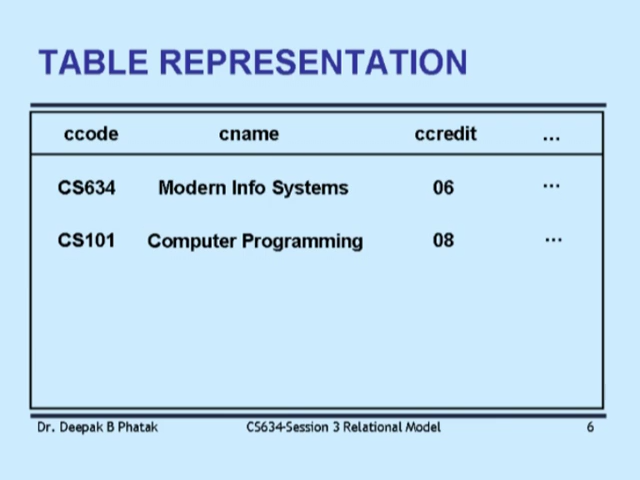 TABLE REPRESENTATION
ccode cname ccredit ...
CS634 Modern Info Systems 06 ...
CS101 Computer Programming 08 ...
Dr. Deepak B Phatak CS634-Session 3 Relational Model 6